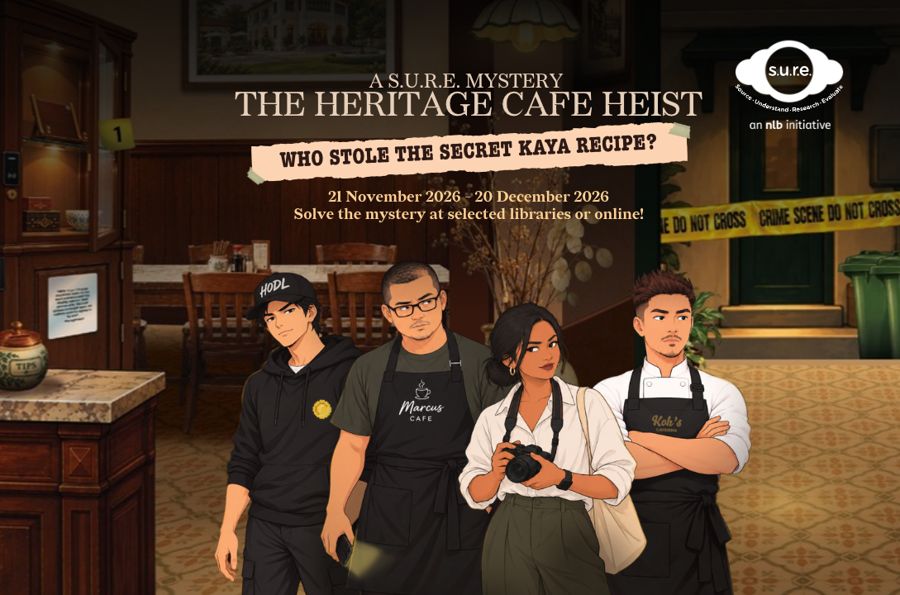 A S.U.R.E. MYSTERY
THE HERITAGE CAFE HEIST
WHO STOLE THE SECRET KAYA RECIPE?
21 November 2026 - 20 December 2026
Solve the mystery at selected libraries or online!
s.u.r.e.
Source · Understand · Research · Evaluate
an nlb initiative
1
E DO NOT CROSS CRIME SCENE DO NOT CROSS
HODL
Marcus
CAFE
Koh's
TIPS